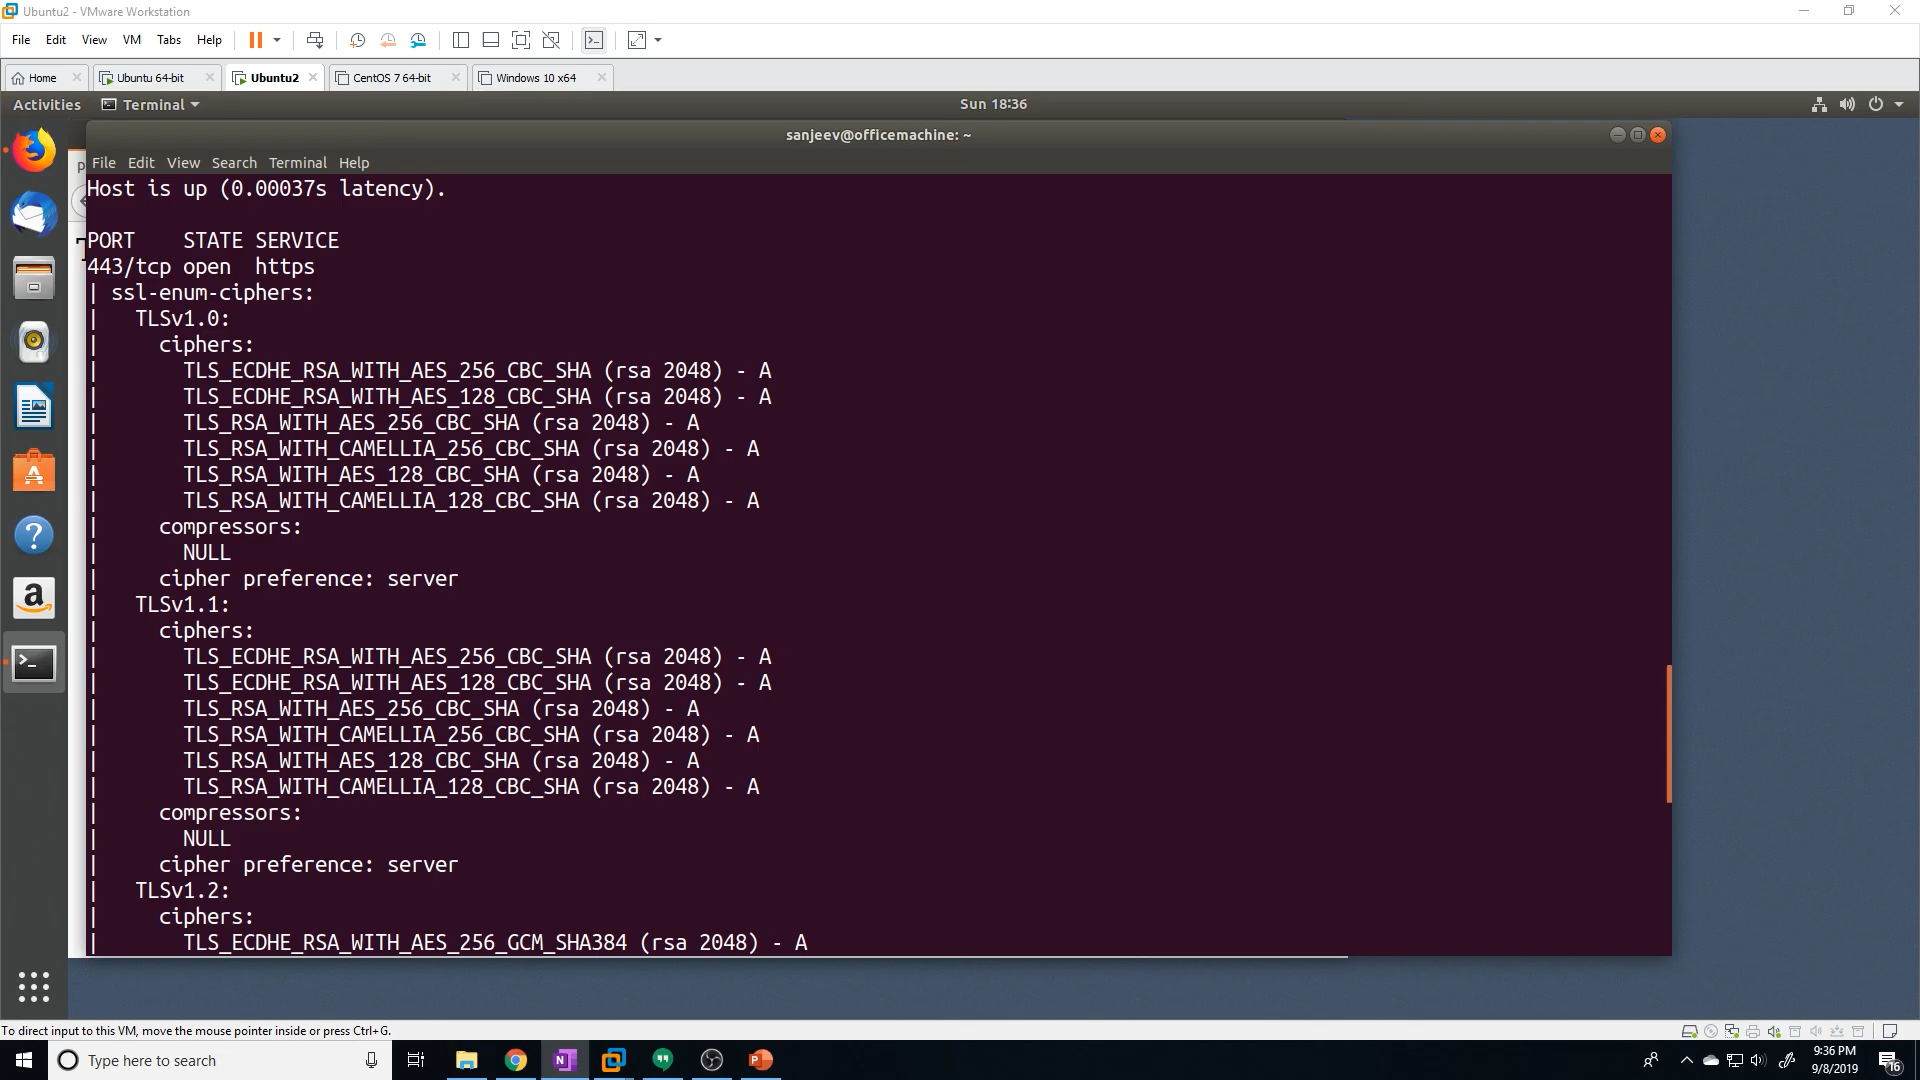 Ubuntu2 - VMware Workstation
File Edit View VM Tabs Help
Home Ubuntu 64-bit Ubuntu2 CentOS 7 64-bit Windows 10 x64
Activities Terminal Sun 18:36
sanjeev@officemachine: ~
File Edit View Search Terminal Help
Host is up (0.00037s latency).
PORT STATE SERVICE
443/tcp open https
| ssl-enum-ciphers:
| TLSv1.0:
| ciphers:
| TLS_ECDHE_RSA_WITH_AES_256_CBC_SHA (rsa 2048) - A
| TLS_ECDHE_RSA_WITH_AES_128_CBC_SHA (rsa 2048) - A
| TLS_RSA_WITH_AES_256_CBC_SHA (rsa 2048) - A
| TLS_RSA_WITH_CAMELLIA_256_CBC_SHA (rsa 2048) - A
| TLS_RSA_WITH_AES_128_CBC_SHA (rsa 2048) - A
| TLS_RSA_WITH_CAMELLIA_128_CBC_SHA (rsa 2048) - A
| compressors:
| NULL
| cipher preference: server
| TLSv1.1:
| ciphers:
| TLS_ECDHE_RSA_WITH_AES_256_CBC_SHA (rsa 2048) - A
| TLS_ECDHE_RSA_WITH_AES_128_CBC_SHA (rsa 2048) - A
| TLS_RSA_WITH_AES_256_CBC_SHA (rsa 2048) - A
| TLS_RSA_WITH_CAMELLIA_256_CBC_SHA (rsa 2048) - A
| TLS_RSA_WITH_AES_128_CBC_SHA (rsa 2048) - A
| TLS_RSA_WITH_CAMELLIA_128_CBC_SHA (rsa 2048) - A
| compressors:
| NULL
| cipher preference: server
| TLSv1.2:
| ciphers:
| TLS_ECDHE_RSA_WITH_AES_256_GCM_SHA384 (rsa 2048) - A
To direct input to this VM, move the mouse pointer inside or press Ctrl+G.
Type here to search
9:36 PM
9/8/2019
16